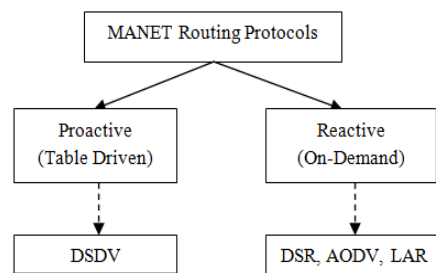 MANET Routing Protocols
Proactive
(Table Driven)
Reactive
(On-Demand)
DSDV
DSR, AODV, LAR